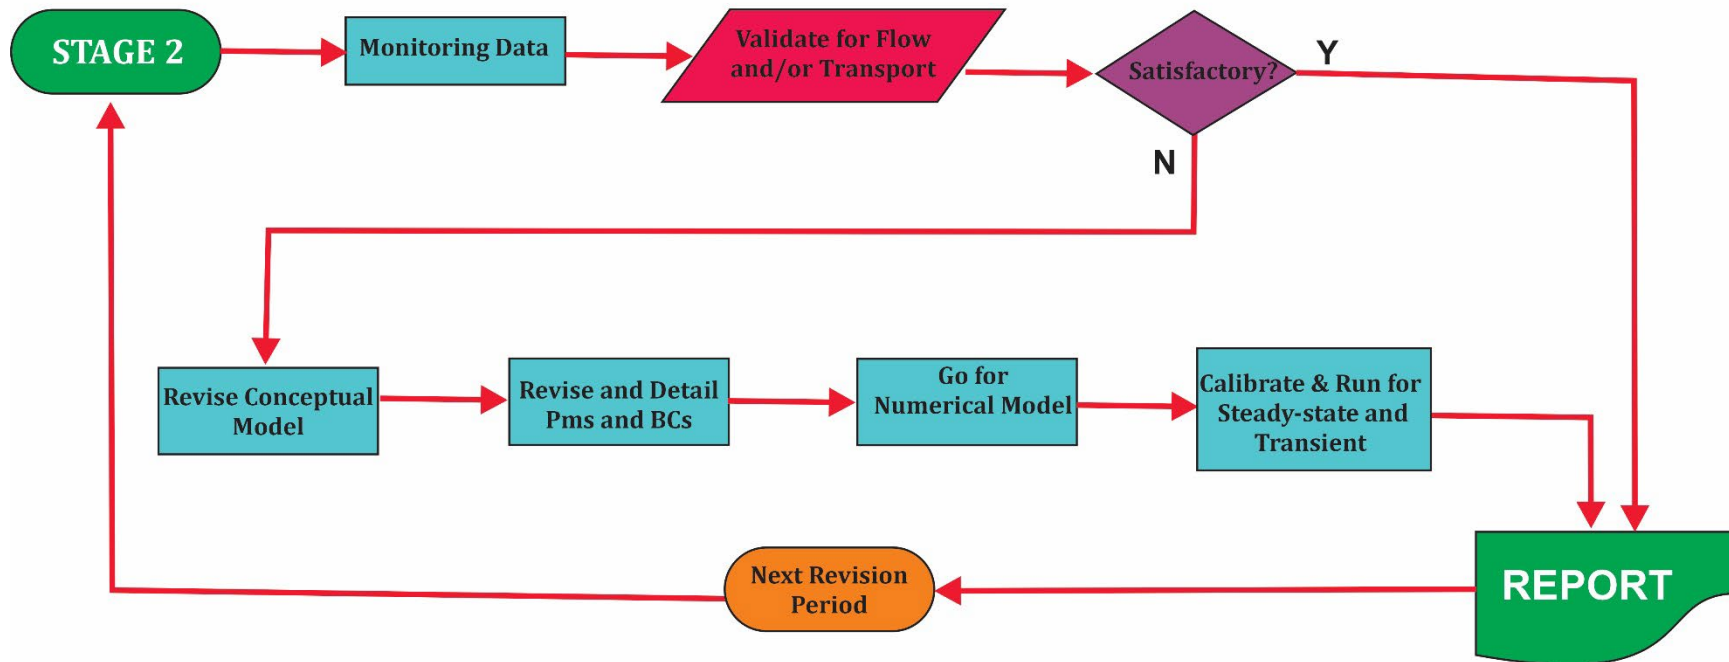 STAGE 2
Monitoring Data
Validate for Flow
and/or Transport
Satisfactory?
Y
N
Revise Conceptual
Model
Revise and Detail
Pms and BCs
Go for
Numerical Model
Calibrate & Run for
Steady-state and
Transient
Next Revision
Period
REPORT